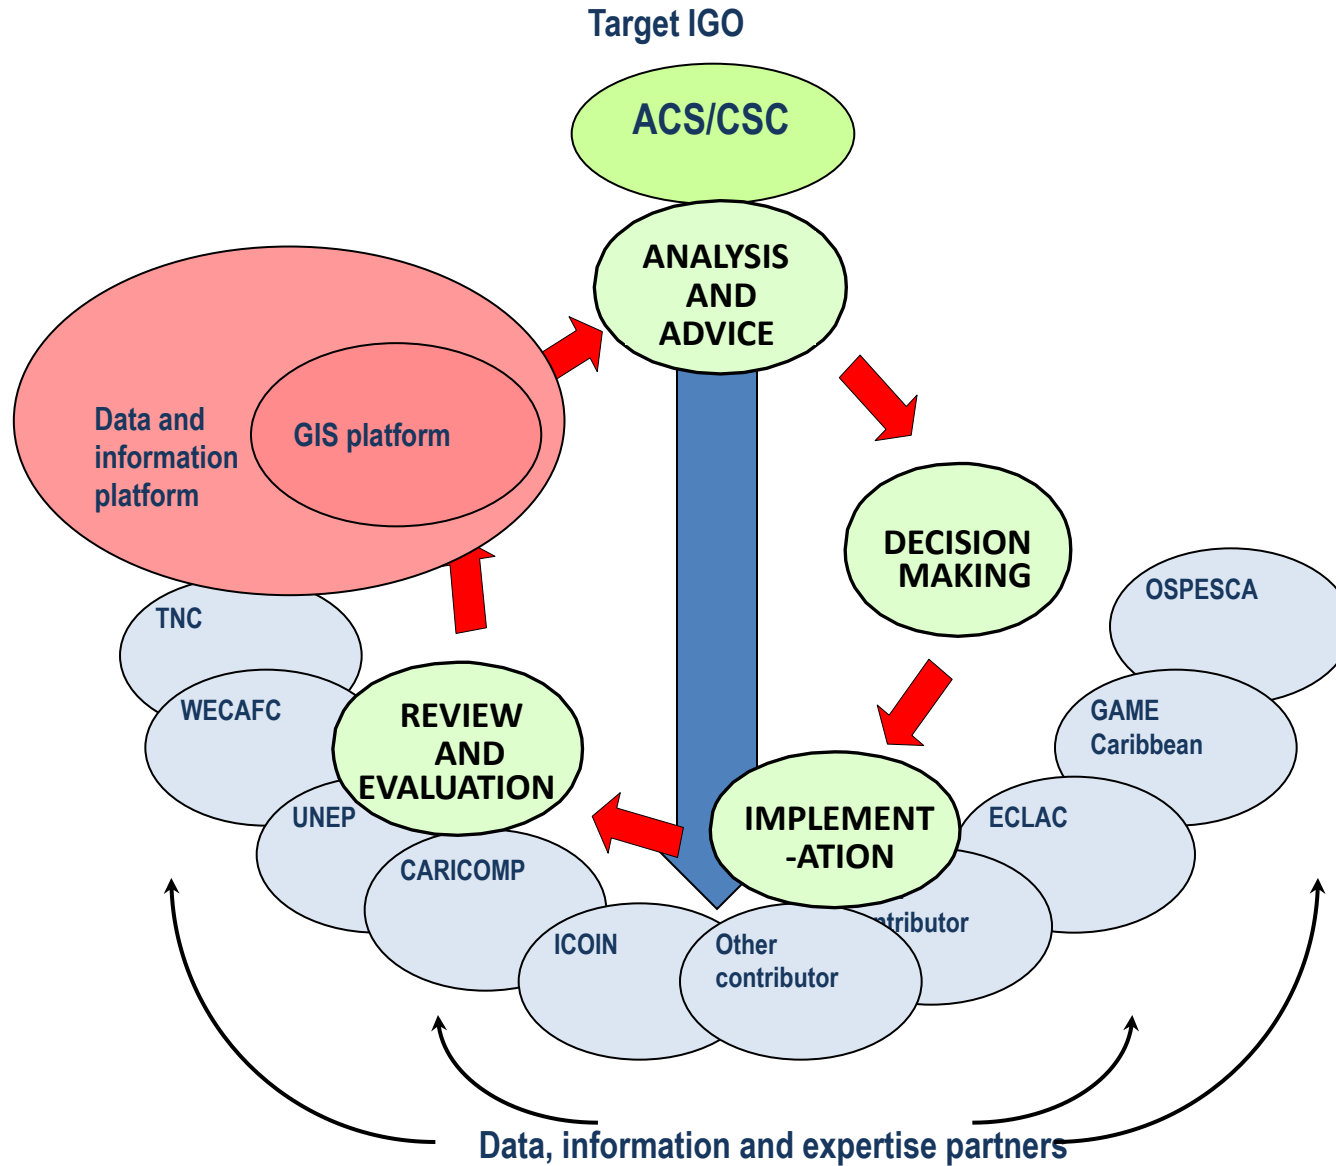 Target IGO
ACS/CSC
ANALYSIS
AND
ADVICE
Data and
information
platform
GIS platform
DECISION
MAKING
OSPESCA
TNC
GAME
Caribbean
WECAFC
REVIEW
AND
EVALUATION
UNEP
IMPLEMENT
-ATION
ECLAC
CARICOMP
ICOIN
Other
contributor
ntributor
Data, information and expertise partners